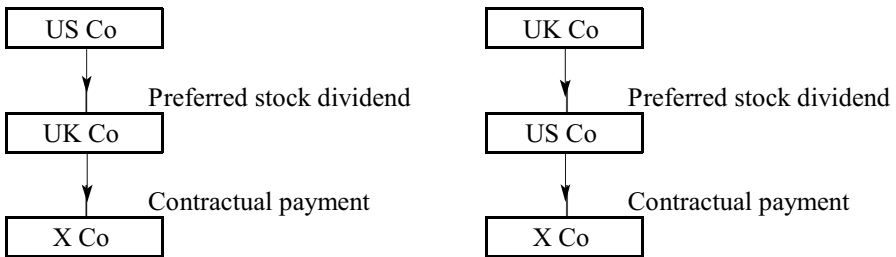 US Co
Preferred stock dividend
UK Co
Contractual payment
X Co
UK Co
Preferred stock dividend
US Co
Contractual payment
X Co